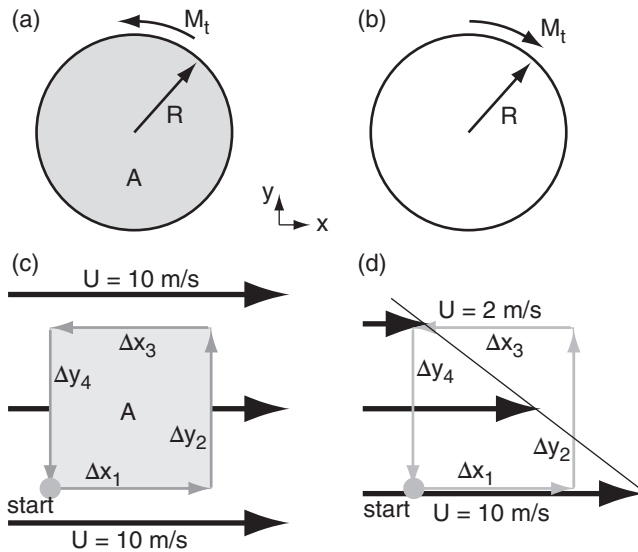 (a)
M_t
R
A
(b)
M_t
R
y
x
(c)
U = 10 m/s
Δx_3
Δy_4
A
Δy_2
Δx_1
start
U = 10 m/s
(d)
U = 2 m/s
Δx_3
Δy_4
Δy_2
Δx_1
start
U = 10 m/s